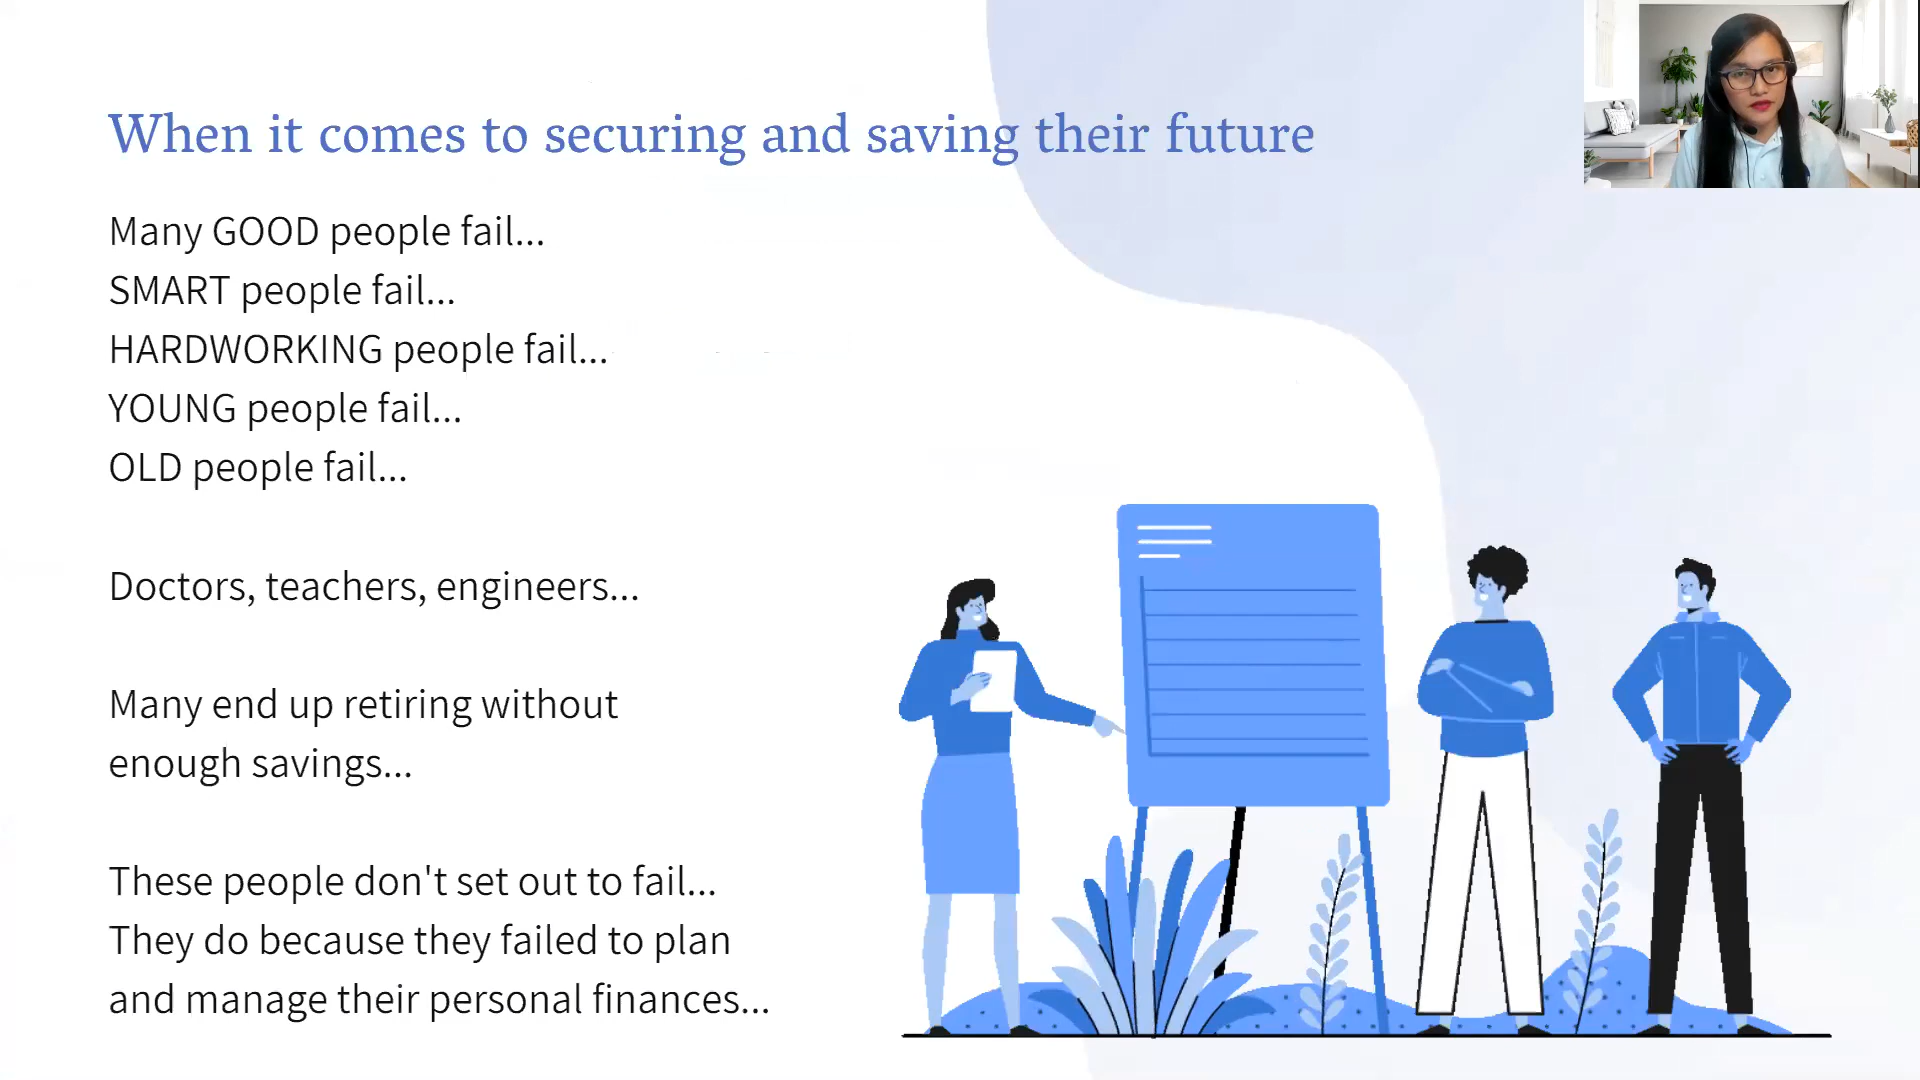 When it comes to securing and saving their future
Many GOOD people fail...
SMART people fail...
HARDWORKING people fail...
YOUNG people fail...
OLD people fail...
Doctors, teachers, engineers...
Many end up retiring without
enough savings...
These people don't set out to fail...
They do because they failed to plan
and manage their personal finances...